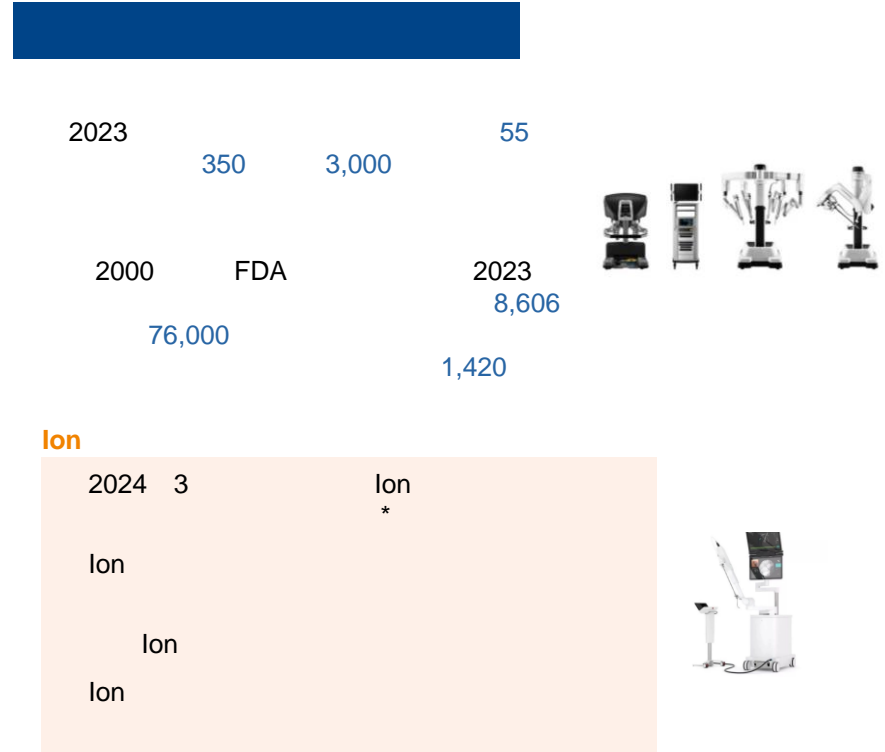 2023 55
350 3,000
2000 FDA 2023
8,606
76,000
1,420
Ion
2024 3 Ion
*
Ion
Ion
Ion